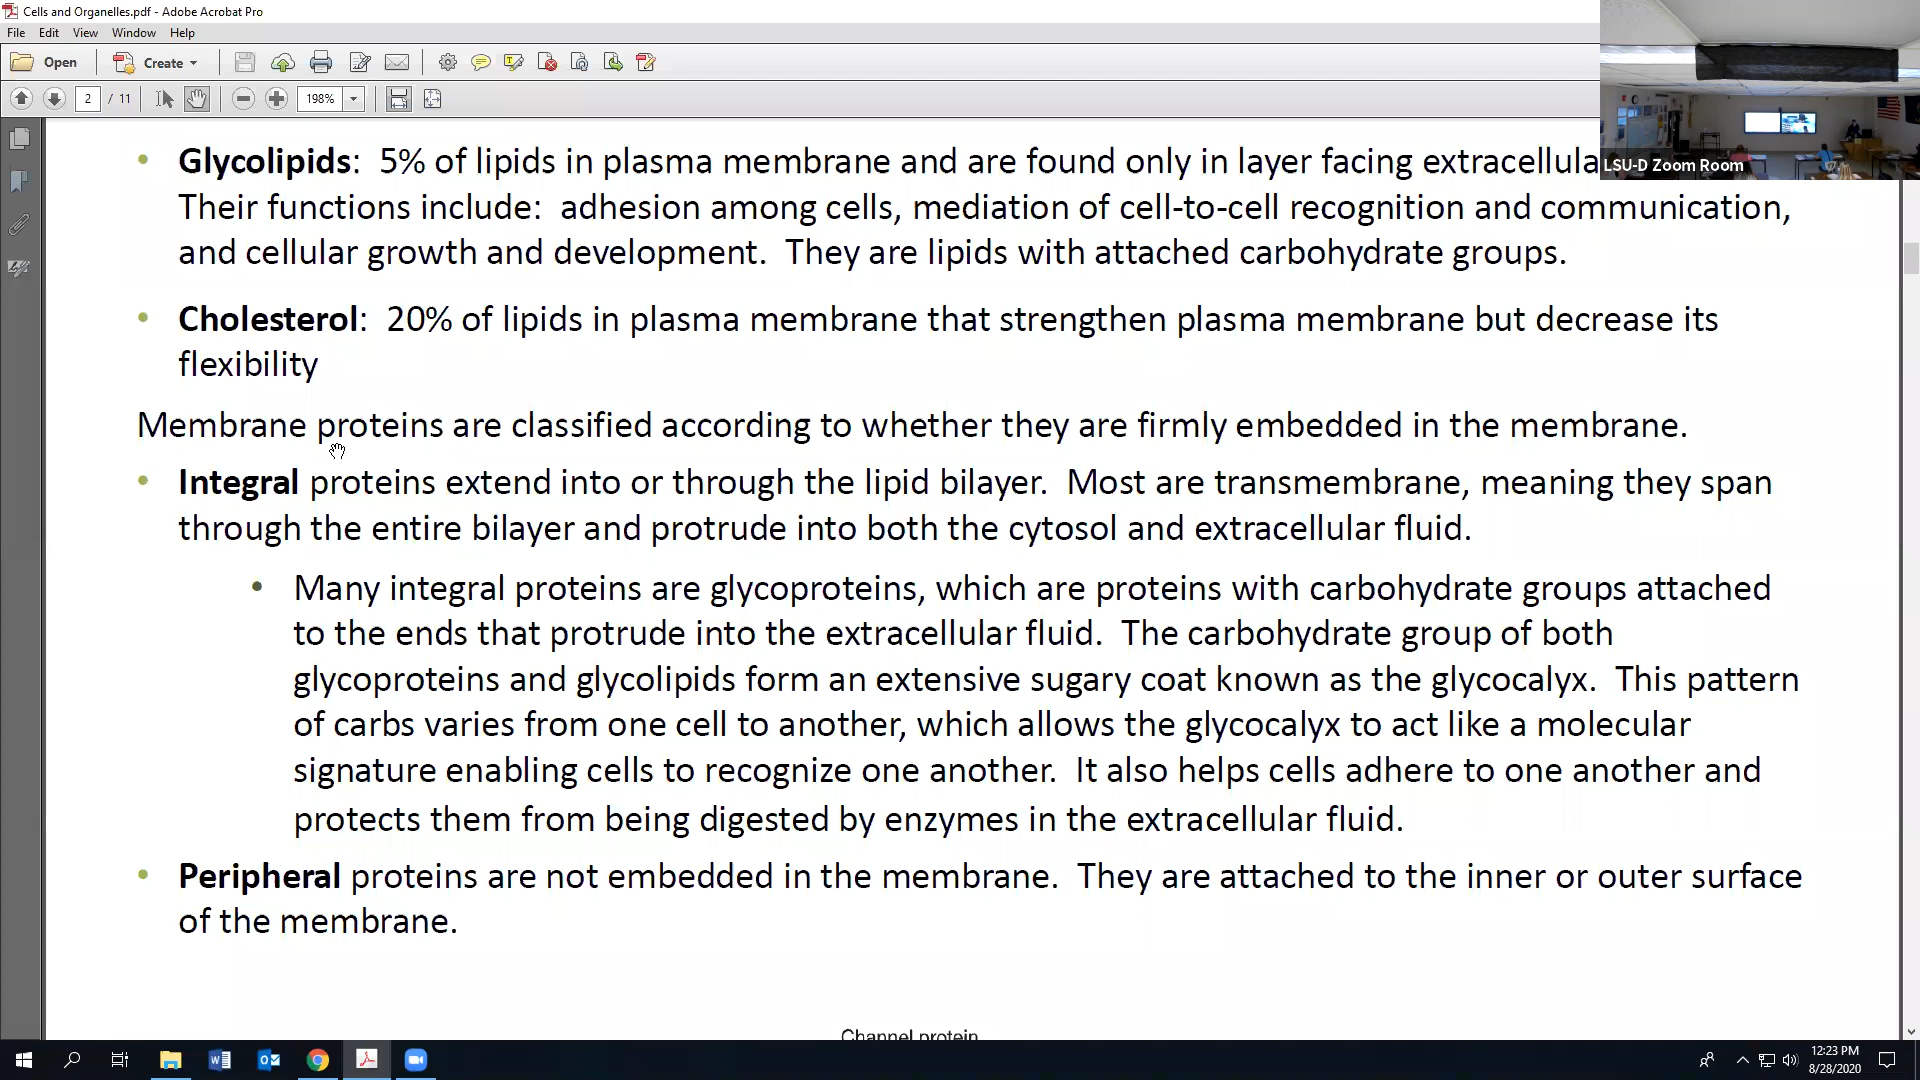 Cells and Organelles.pdf - Adobe Acrobat Pro
File Edit View Window Help
Open Create
2 / 11 198%
LSU-D Zoom Room
• Glycolipids: 5% of lipids in plasma membrane and are found only in layer facing extracellula
Their functions include: adhesion among cells, mediation of cell-to-cell recognition and communication,
and cellular growth and development. They are lipids with attached carbohydrate groups.
• Cholesterol: 20% of lipids in plasma membrane that strengthen plasma membrane but decrease its
flexibility
Membrane proteins are classified according to whether they are firmly embedded in the membrane.
• Integral proteins extend into or through the lipid bilayer. Most are transmembrane, meaning they span
through the entire bilayer and protrude into both the cytosol and extracellular fluid.
• Many integral proteins are glycoproteins, which are proteins with carbohydrate groups attached
to the ends that protrude into the extracellular fluid. The carbohydrate group of both
glycoproteins and glycolipids form an extensive sugary coat known as the glycocalyx. This pattern
of carbs varies from one cell to another, which allows the glycocalyx to act like a molecular
signature enabling cells to recognize one another. It also helps cells adhere to one another and
protects them from being digested by enzymes in the extracellular fluid.
• Peripheral proteins are not embedded in the membrane. They are attached to the inner or outer surface
of the membrane.
Channel protein
12:23 PM
8/28/2020